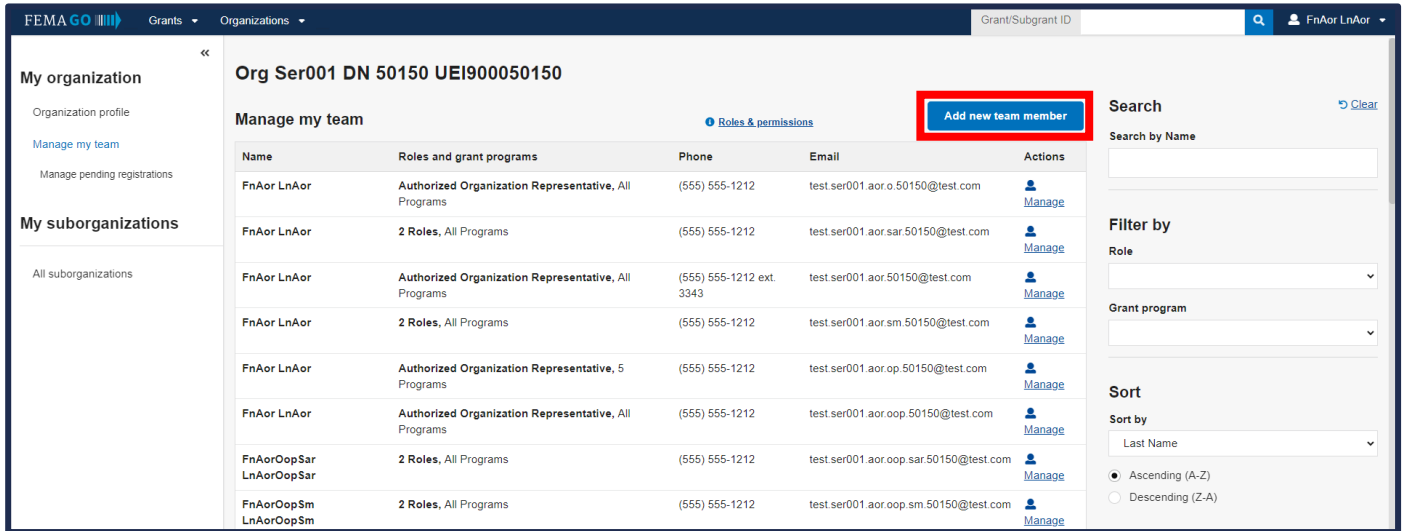 FEMA GO Grants Organizations Grant/Subgrant ID FnAor LnAor
«
My organization
Organization profile
Manage my team
Manage pending registrations
My suborganizations
All suborganizations
Org Ser001 DN 50150 UEI900050150
Manage my team Roles & permissions Add new team member
Name Roles and grant programs Phone Email Actions
FnAor LnAor Authorized Organization Representative, All (555) 555-1212 test.ser001.aor.o.50150@test.com
Programs Manage
FnAor LnAor 2 Roles, All Programs (555) 555-1212 test.ser001.aor.sar.50150@test.com
Manage
FnAor LnAor Authorized Organization Representative, All (555) 555-1212 ext. test.ser001.aor.50150@test.com
Programs 3343 Manage
FnAor LnAor 2 Roles, All Programs (555) 555-1212 test.ser001.aor.sm.50150@test.com
Manage
FnAor LnAor Authorized Organization Representative, 5 (555) 555-1212 test.ser001.aor.op.50150@test.com
Programs Manage
FnAor LnAor Authorized Organization Representative, All (555) 555-1212 test.ser001.aor.oop.50150@test.com
Programs Manage
FnAorOopSar 2 Roles, All Programs (555) 555-1212 test.ser001.aor.oop.sar.50150@test.com
LnAorOopSar Manage
FnAorOopSm 2 Roles, All Programs (555) 555-1212 test.ser001.aor.oop.sm.50150@test.com
LnAorOopSm Manage
Search Clear
Search by Name
Filter by
Role
Grant program
Sort
Sort by
Last Name
Ascending (A-Z)
Descending (Z-A)